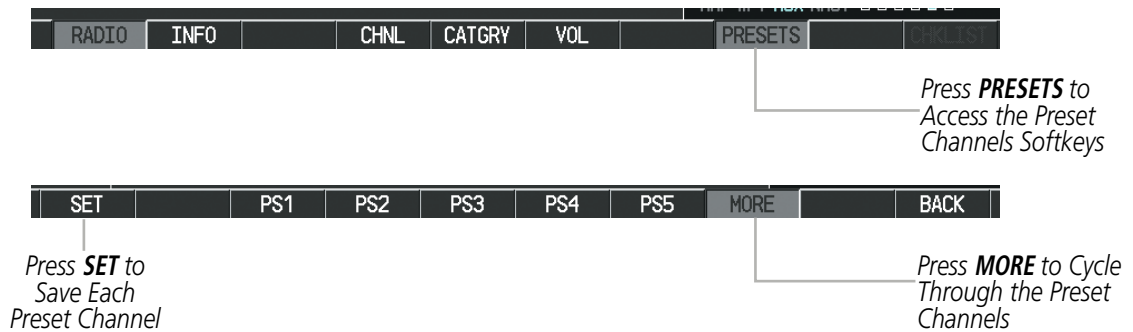 RADIO INFO CHNL CATGRY VOL PRESETS CHKLIST
Press PRESETS to
Access the Preset
Channels Softkeys
SET PS1 PS2 PS3 PS4 PS5 MORE BACK
Press SET to
Save Each
Preset Channel
Press MORE to Cycle
Through the Preset
Channels